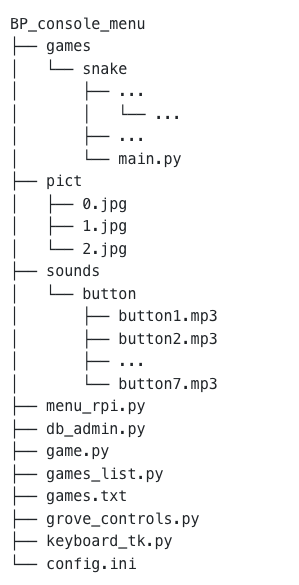 BP_console_menu
├── games
│   └── snake
│       ├── ...
│       │   └── ...
│       ├── ...
│       └── main.py
├── pict
│   ├── 0.jpg
│   ├── 1.jpg
│   └── 2.jpg
├── sounds
│   └── button
│       ├── button1.mp3
│       ├── button2.mp3
│       ├── ...
│       └── button7.mp3
├── menu_rpi.py
├── db_admin.py
├── game.py
├── games_list.py
├── games.txt
├── grove_controls.py
├── keyboard_tk.py
└── config.ini